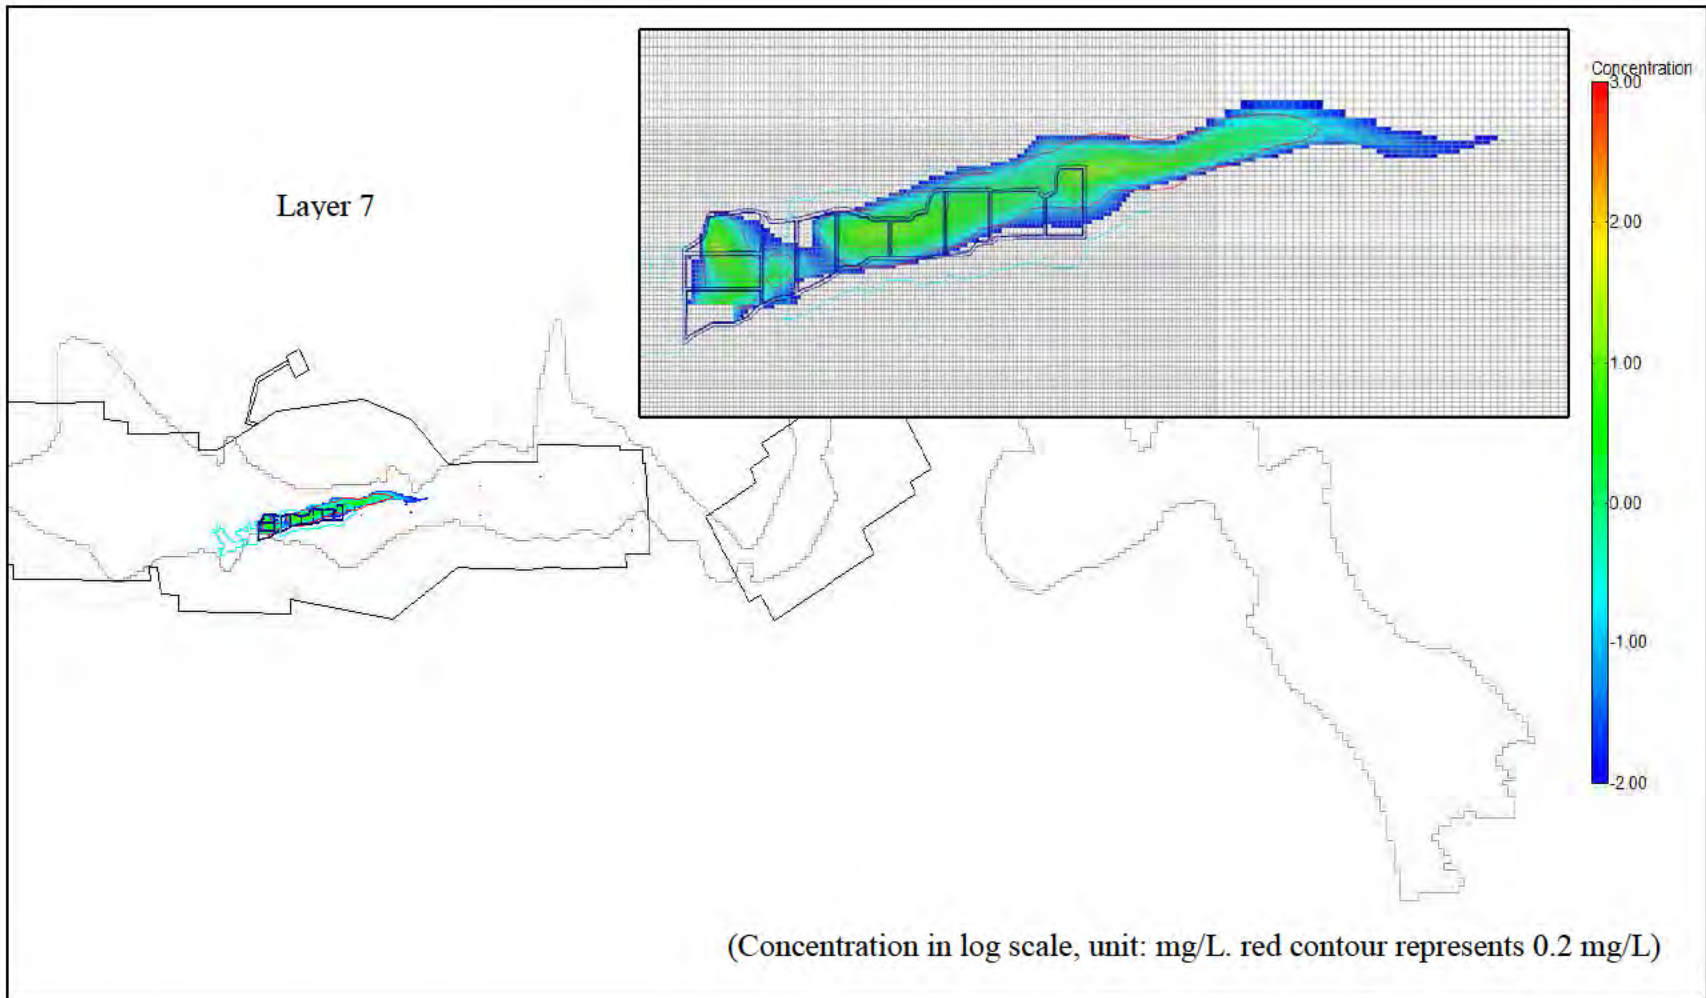 Layer 7
Concentration
3.00
2.00
1.00
0.00
-1.00
-2.00
(Concentration in log scale, unit: mg/L. red contour represents 0.2 mg/L)